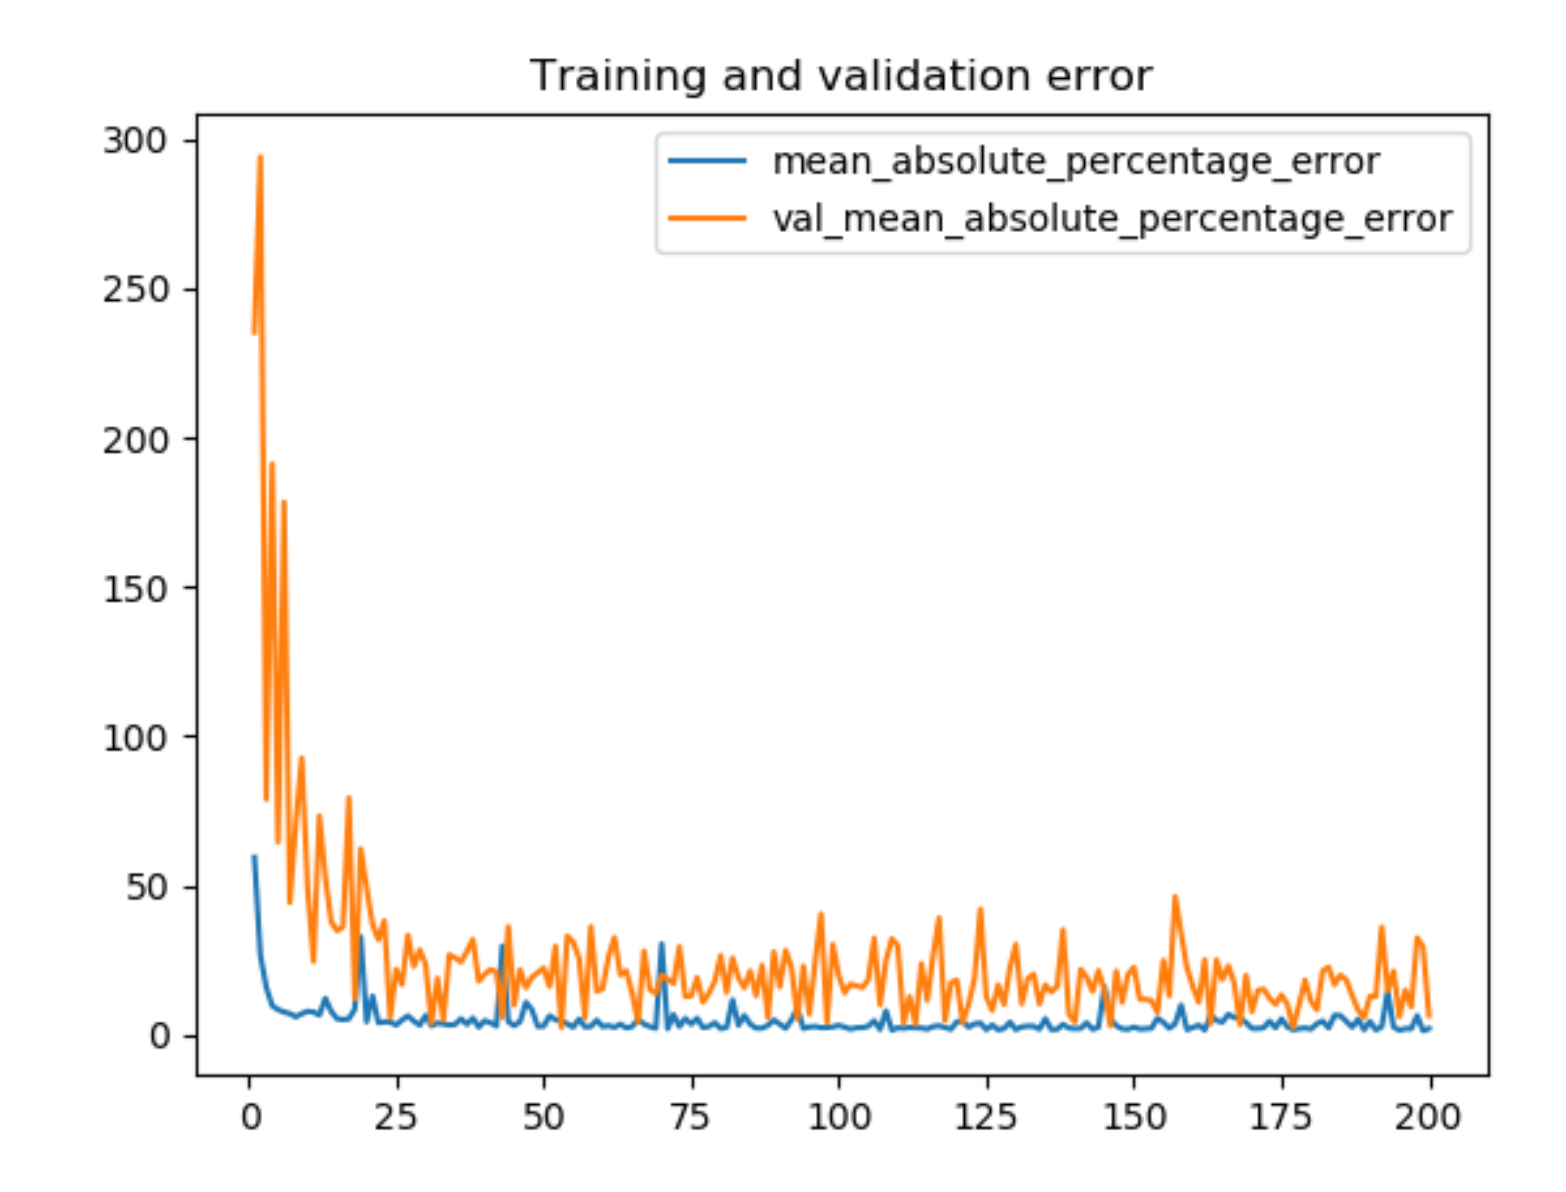 Training and validation error
mean_absolute_percentage_error
val_mean_absolute_percentage_error
300
250
200
150
100
50
0
0 25 50 75 100 125 150 175 200